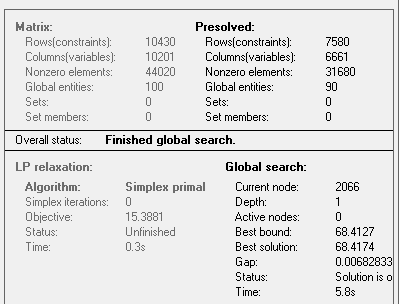 Matrix:
Rows(constraints): 10430
Columns(variables): 10201
Nonzero elements: 44020
Global entities: 100
Sets: 0
Set members: 0
Presolved:
Rows(constraints): 7580
Columns(variables): 6661
Nonzero elements: 31680
Global entities: 90
Sets: 0
Set members: 0
Overall status: Finished global search.
LP relaxation:
Algorithm: Simplex primal
Simplex iterations: 0
Objective: 15.3881
Status: Unfinished
Time: 0.3s
Global search:
Current node: 2066
Depth: 1
Active nodes: 0
Best bound: 68.4127
Best solution: 68.4174
Gap: 0.00682833
Status: Solution is o
Time: 5.8s